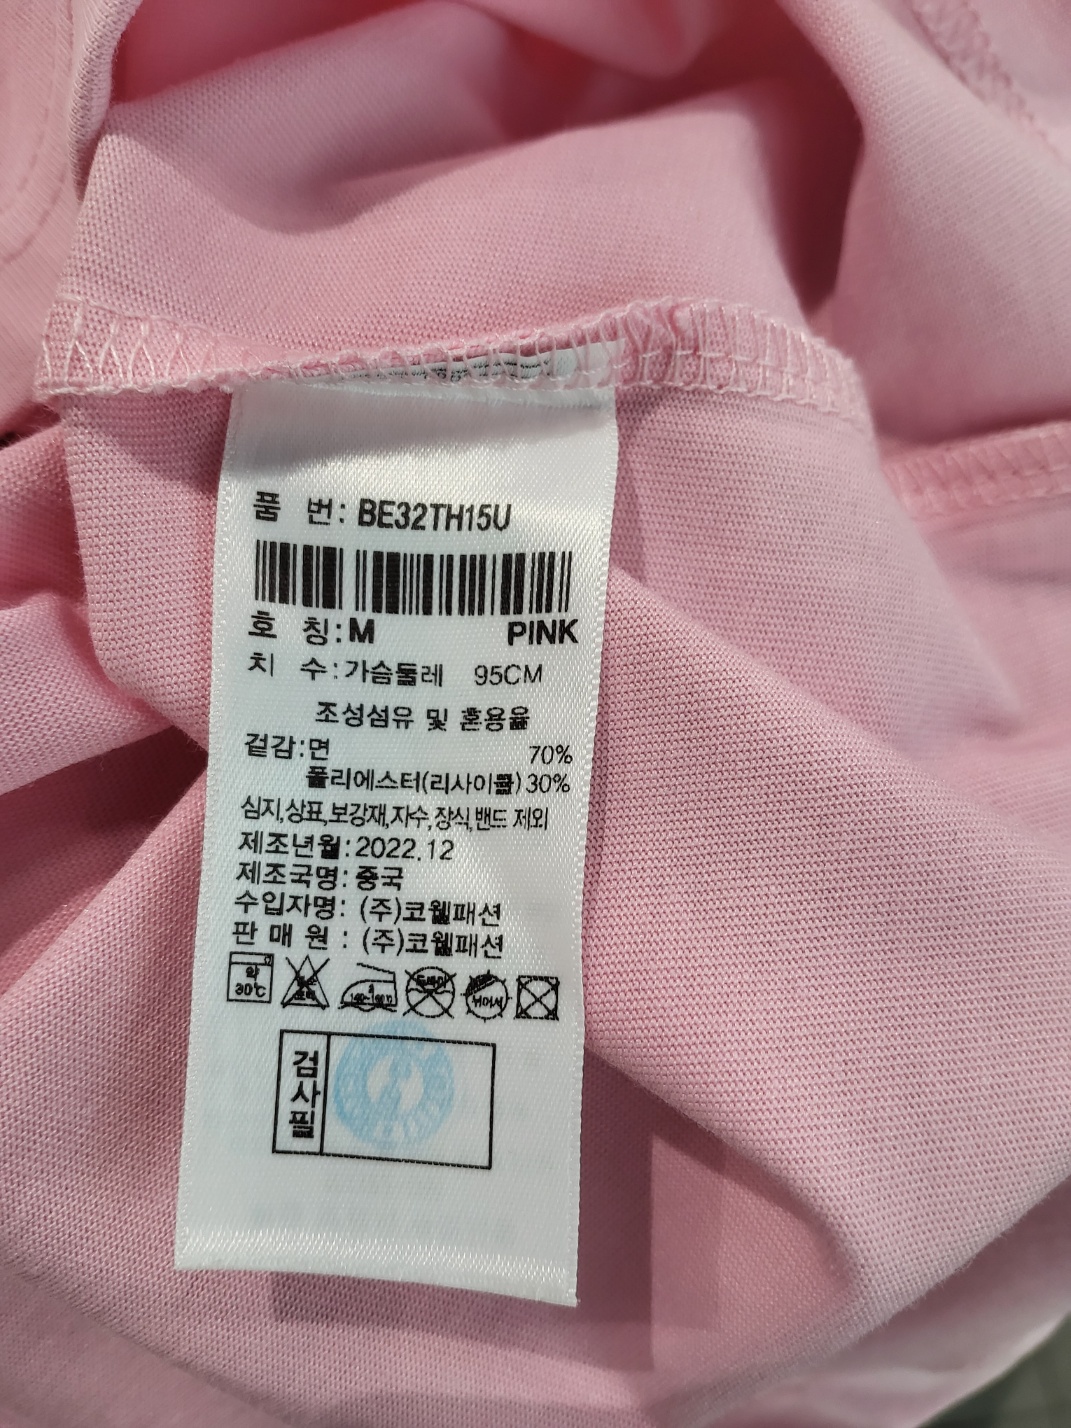 품 번: BE32TH15U
호 칭: M PINK
치 수: 가슴둘레 95CM
조성섬유 및 혼용율
겉감:면 70%
폴리에스터(리사이클) 30%
심지,상표,보강재,자수,장식,밴드 제외
제조년월: 2022.12
제조국명: 중국
수입자명: (주)코웰패션
판 매 원 : (주)코웰패션
약 30℃
뉘어서
검사필